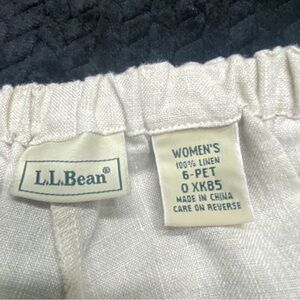 L.L.Bean®
WOMEN'S
100% LINEN
6-PET
0 XK85
MADE IN CHINA
CARE ON REVERSE